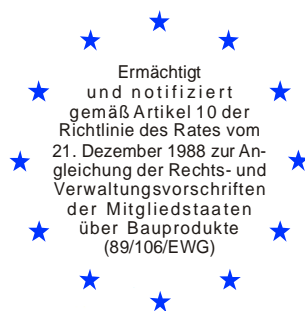 Ermächtigt
und notifiziert
gemäß Artikel 10 der
Richtlinie des Rates vom
21. Dezember 1988 zur An-
gleichung der Rechts- und
Verwaltungsvorschriften
der Mitgliedstaaten
über Bauprodukte
(89/106/EWG)